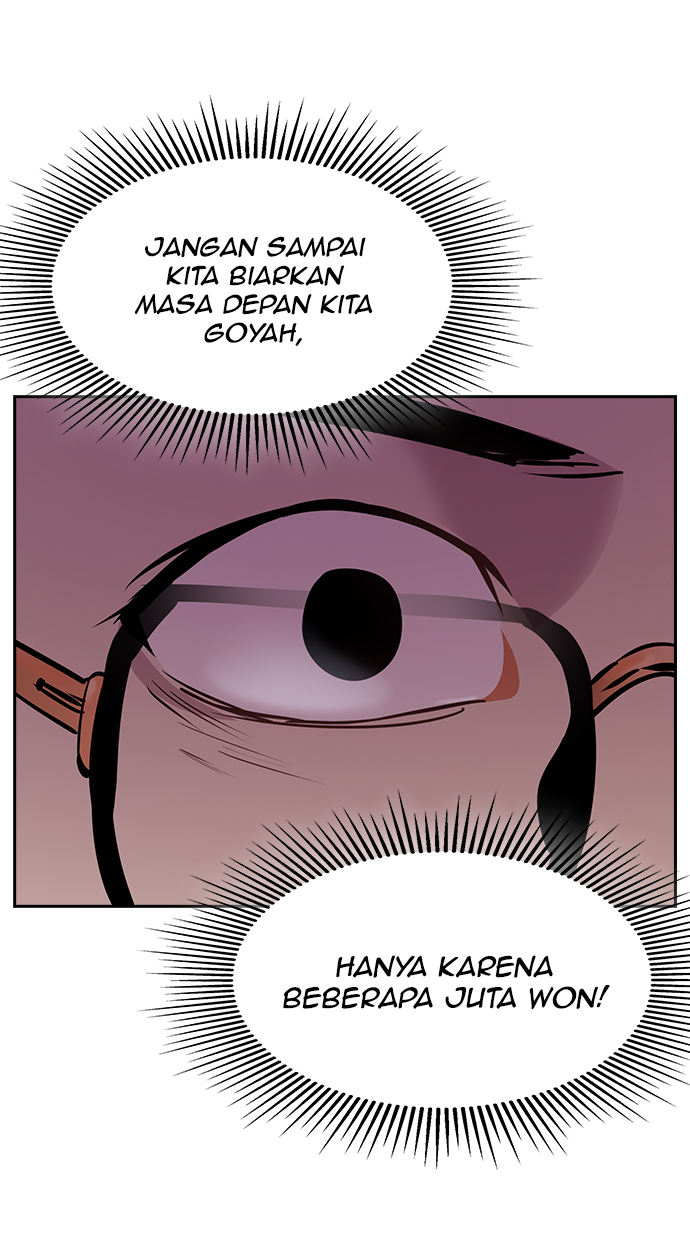 JANGAN SAMPAI
KITA BIARKAN
MASA DEPAN KITA
GOYAH,
HANYA KARENA
BEBERAPA JUTA WON!